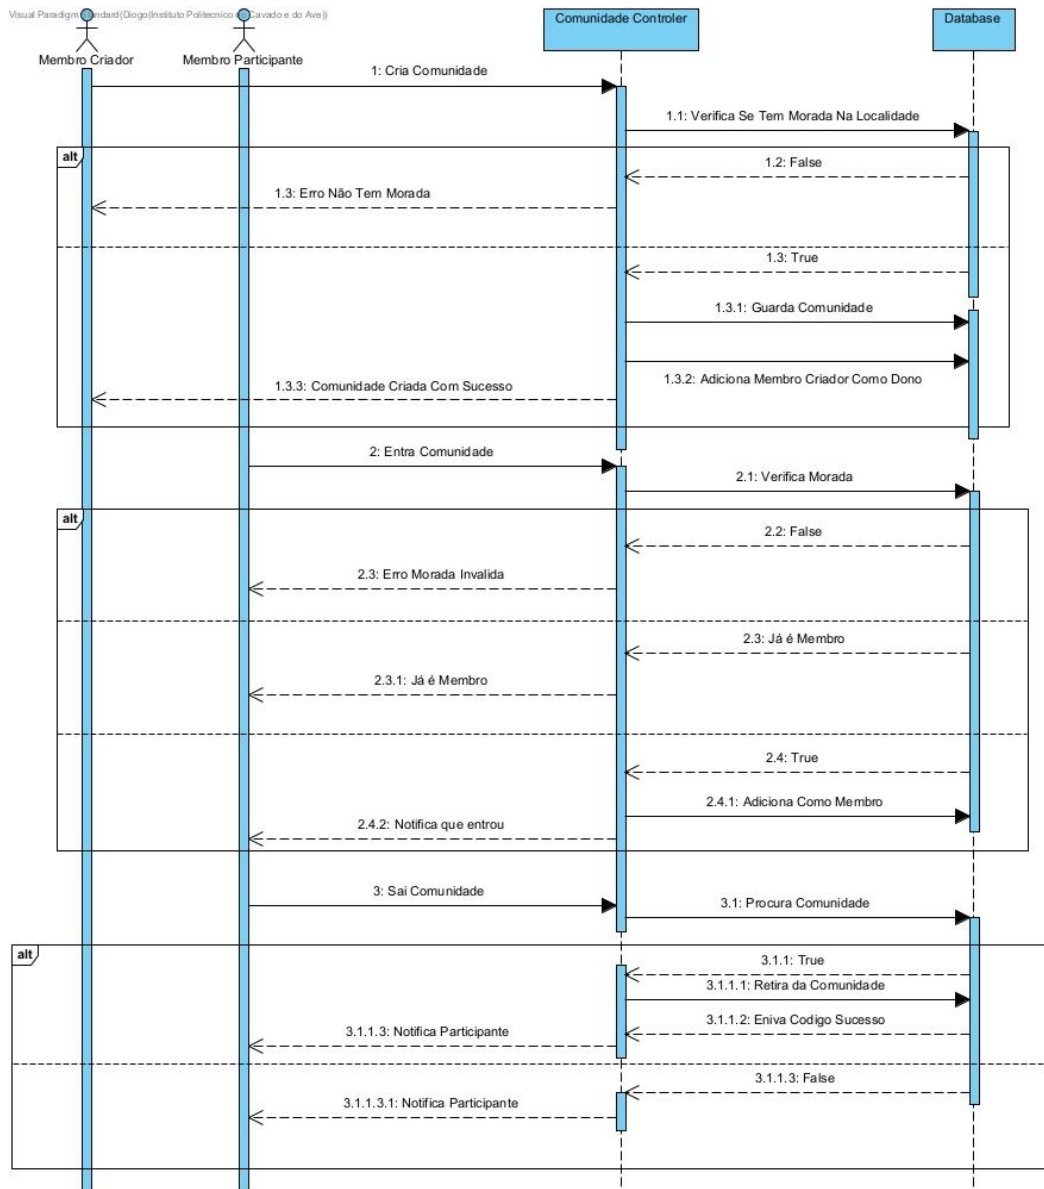 Visual Paradigm Standard(Diogo(Instituto Politecnico do Cavado e do Ave))
Comunidade Controler
Database
Membro Criador
Membro Participante
1: Cria Comunidade
1.1: Verifica Se Tem Morada Na Localidade
alt
1.2: False
1.3: Erro Não Tem Morada
1.3: True
1.3.1: Guarda Comunidade
1.3.2: Adiciona Membro Criador Como Dono
1.3.3: Comunidade Criada Com Sucesso
2: Entra Comunidade
2.1: Verifica Morada
alt
2.2: False
2.3: Erro Morada Invalida
2.3: Já é Membro
2.3.1: Já é Membro
2.4: True
2.4.1: Adiciona Como Membro
2.4.2: Notifica que entrou
3: Sai Comunidade
3.1: Procura Comunidade
alt
3.1.1: True
3.1.1.1: Retira da Comunidade
3.1.1.2: Eniva Codigo Sucesso
3.1.1.3: Notifica Participante
3.1.1.3: False
3.1.1.3.1: Notifica Participante